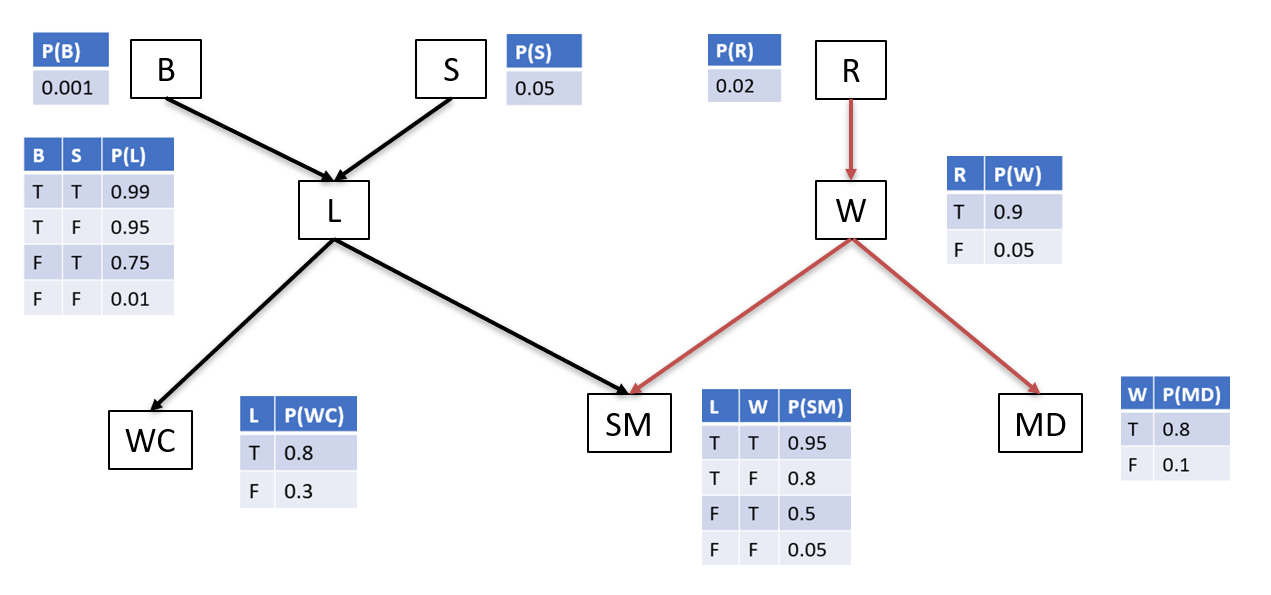 P(B)
0.001
B
S
P(S)
0.05
P(R)
0.02
R
B S P(L)
T T 0.99
T F 0.95
F T 0.75
F F 0.01
L
W
R P(W)
T 0.9
F 0.05
WC
L P(WC)
T 0.8
F 0.3
SM
L W P(SM)
T T 0.95
T F 0.8
F T 0.5
F F 0.05
MD
W P(MD)
T 0.8
F 0.1